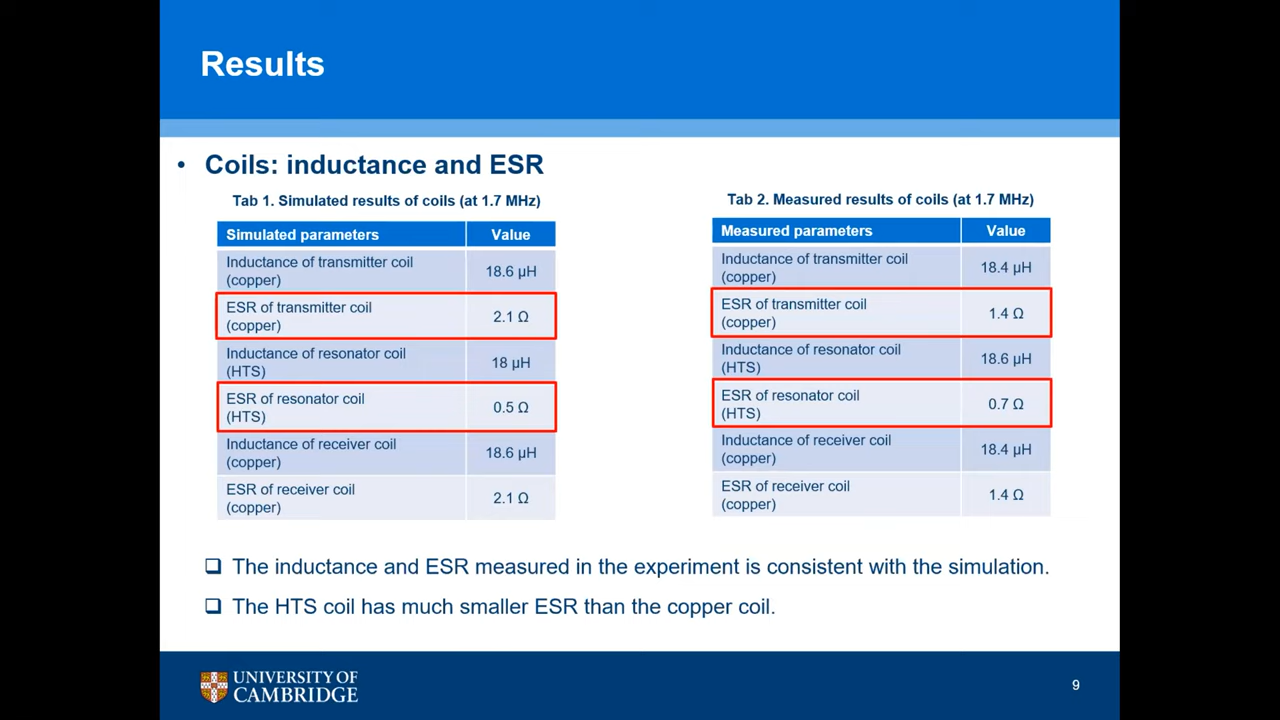 Results
• Coils: inductance and ESR
Tab 1. Simulated results of coils (at 1.7 MHz)
Simulated parameters Value
Inductance of transmitter coil
(copper) 18.6 µH
ESR of transmitter coil
(copper) 2.1 Ω
Inductance of resonator coil
(HTS) 18 µH
ESR of resonator coil
(HTS) 0.5 Ω
Inductance of receiver coil
(copper) 18.6 µH
ESR of receiver coil
(copper) 2.1 Ω
Tab 2. Measured results of coils (at 1.7 MHz)
Measured parameters Value
Inductance of transmitter coil
(copper) 18.4 µH
ESR of transmitter coil
(copper) 1.4 Ω
Inductance of resonator coil
(HTS) 18.6 µH
ESR of resonator coil
(HTS) 0.7 Ω
Inductance of receiver coil
(copper) 18.4 µH
ESR of receiver coil
(copper) 1.4 Ω
❑ The inductance and ESR measured in the experiment is consistent with the simulation.
❑ The HTS coil has much smaller ESR than the copper coil.
UNIVERSITY OF
CAMBRIDGE
9